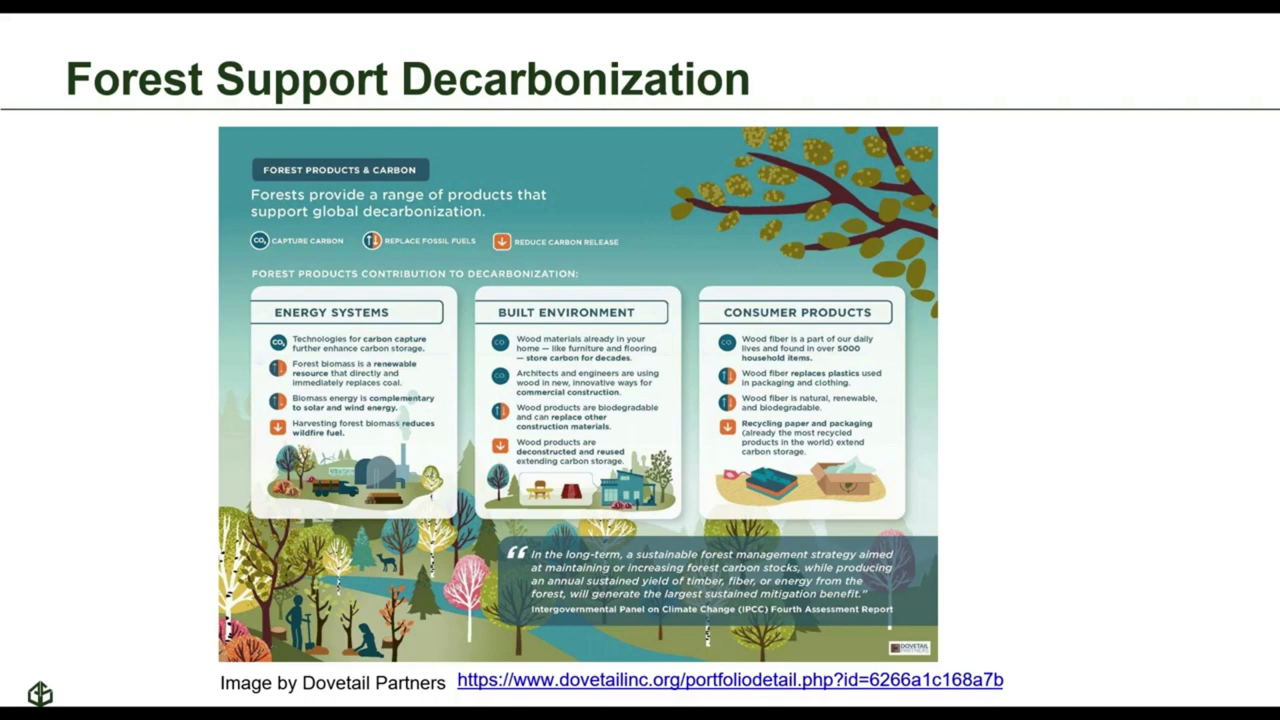 Forest Support Decarbonization
FOREST PRODUCTS & CARBON
Forests provide a range of products that
support global decarbonization.
CO₂ CAPTURE CARBON
REPLACE FOSSIL FUELS
REDUCE CARBON RELEASE
FOREST PRODUCTS CONTRIBUTION TO DECARBONIZATION:
ENERGY SYSTEMS
CO₂ Technologies for carbon capture
further enhance carbon storage.
Forest biomass is a renewable
resource that directly and
immediately replaces coal.
Biomass energy is complementary
to solar and wind energy.
Harvesting forest biomass reduces
wildfire fuel.
BUILT ENVIRONMENT
Wood materials already in your
home — like furniture and flooring
— store carbon for decades.
Architects and engineers are using
wood in new, innovative ways for
commercial construction.
Wood products are biodegradable
and can replace other
construction materials.
Wood products are
deconstructed and reused
extending carbon storage.
CONSUMER PRODUCTS
Wood fiber is a part of our daily
lives and found in over 5000
household items.
Wood fiber replaces plastics used
in packaging and clothing.
Wood fiber is natural, renewable,
and biodegradable.
Recycling paper and packaging
(already the most recycled
products in the world) extend
carbon storage.
“ In the long-term, a sustainable forest management strategy aimed
at maintaining or increasing forest carbon stocks, while producing
an annual sustained yield of timber, fiber, or energy from the
forest, will generate the largest sustained mitigation benefit.”
Intergovernmental Panel on Climate Change (IPCC) Fourth Assessment Report
DOVETAIL
PARTNERS
Image by Dovetail Partners https://www.dovetailinc.org/portfoliodetail.php?id=6266a1c168a7b